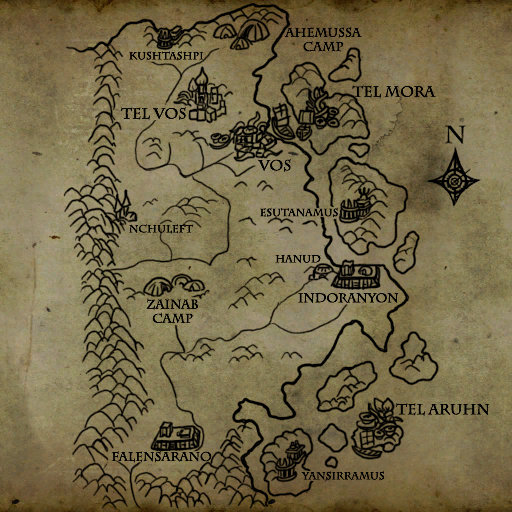 AHEMUSSA
CAMP
KUSHTASHPI
TEL MORA
TEL VOS
N
VOS
ESUTANAMUS
NCHULEFT
HANUD
INDORANYON
ZAINAB
CAMP
TEL ARUHN
FALENSARANO
YANSIRRAMUS